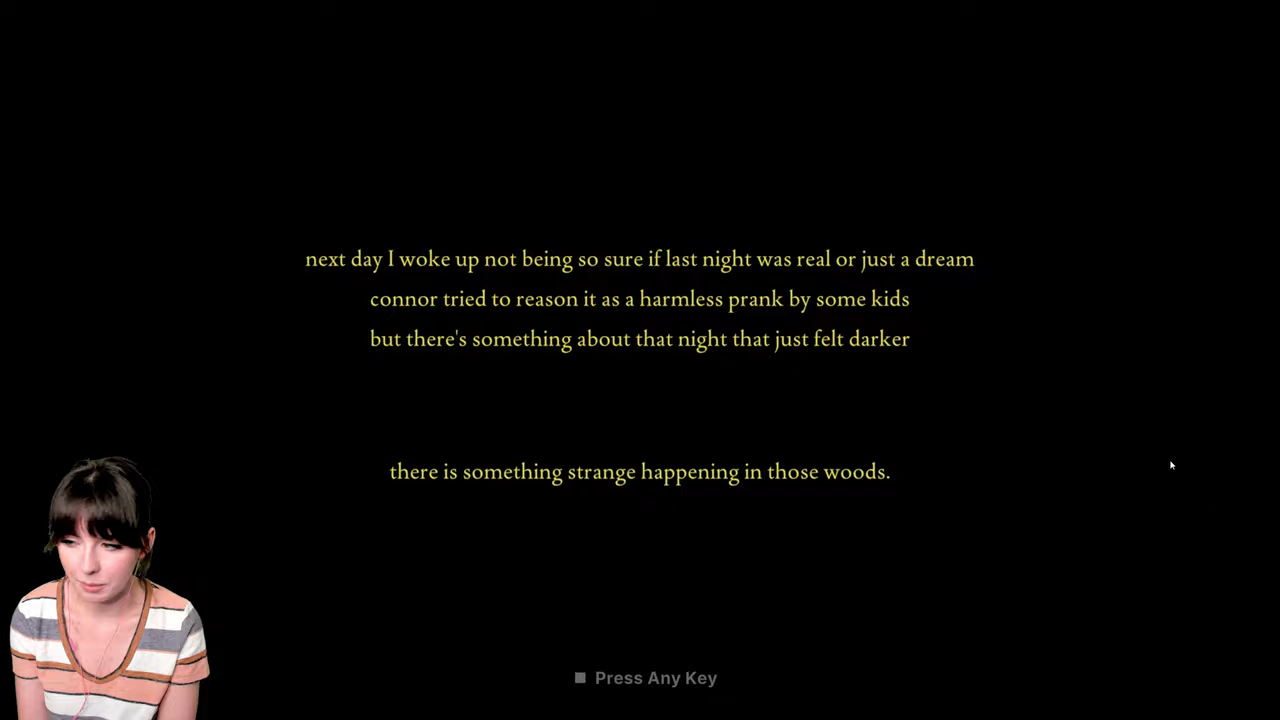 next day I woke up not being so sure if last night was real or just a dream
connor tried to reason it as a harmless prank by some kids
but there's something about that night that just felt darker
there is something strange happening in those woods.
Press Any Key